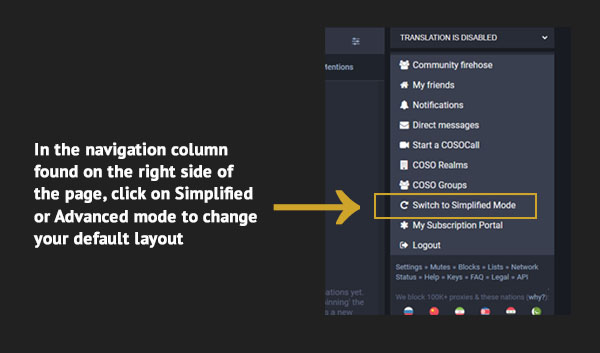 TRANSLATION IS DISABLED
Mentions
Community firehose
My friends
Notifications
Direct messages
Start a COSOCall
COSO Realms
COSO Groups
Switch to Simplified Mode
My Subscription Portal
Logout
Settings • Mutes • Blocks • Lists • Network
Status • Help • Keys • FAQ • Legal • API
We block 100K+ proxies & these nations (why?):
ations yet.
pinning' the
s a new
In the navigation column
found on the right side of
the page, click on Simplified
or Advanced mode to change
your default layout